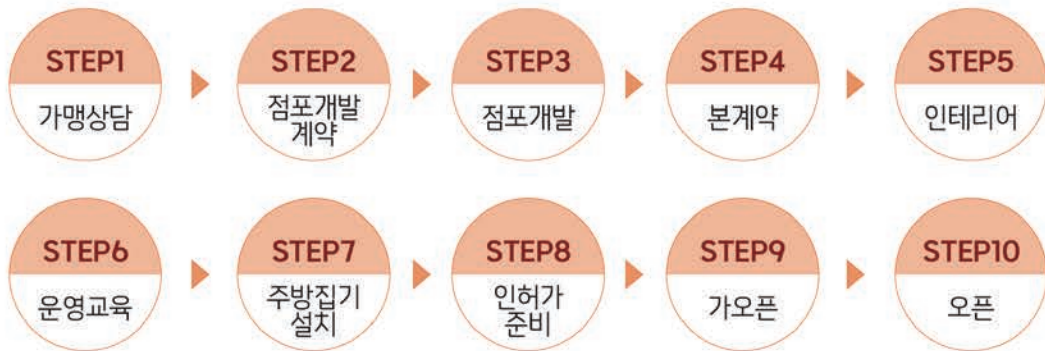 STEP1
가맹상담
STEP2
점포개발
계약
STEP3
점포개발
STEP4
본계약
STEP5
인테리어
STEP6
운영교육
STEP7
주방집기
설치
STEP8
인허가
준비
STEP9
가오픈
STEP10
오픈